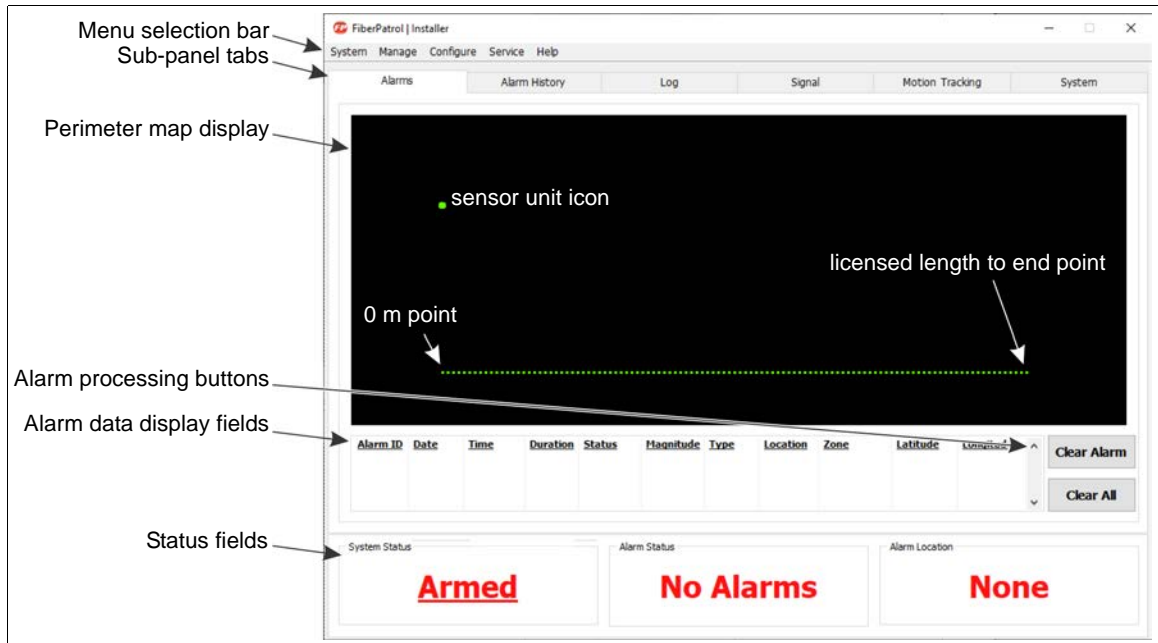 Menu selection bar
Sub-panel tabs
Perimeter map display
Alarm processing buttons
Alarm data display fields
Status fields
FiberPatrol | Installer
System Manage Configure Service Help
Alarms Alarm History Log Signal Motion Tracking System
sensor unit icon
licensed length to end point
0 m point
Alarm ID Date Time Duration Status Magnitude Type Location Zone Latitude
Clear Alarm
Clear All
System Status Alarm Status Alarm Location
Armed No Alarms None